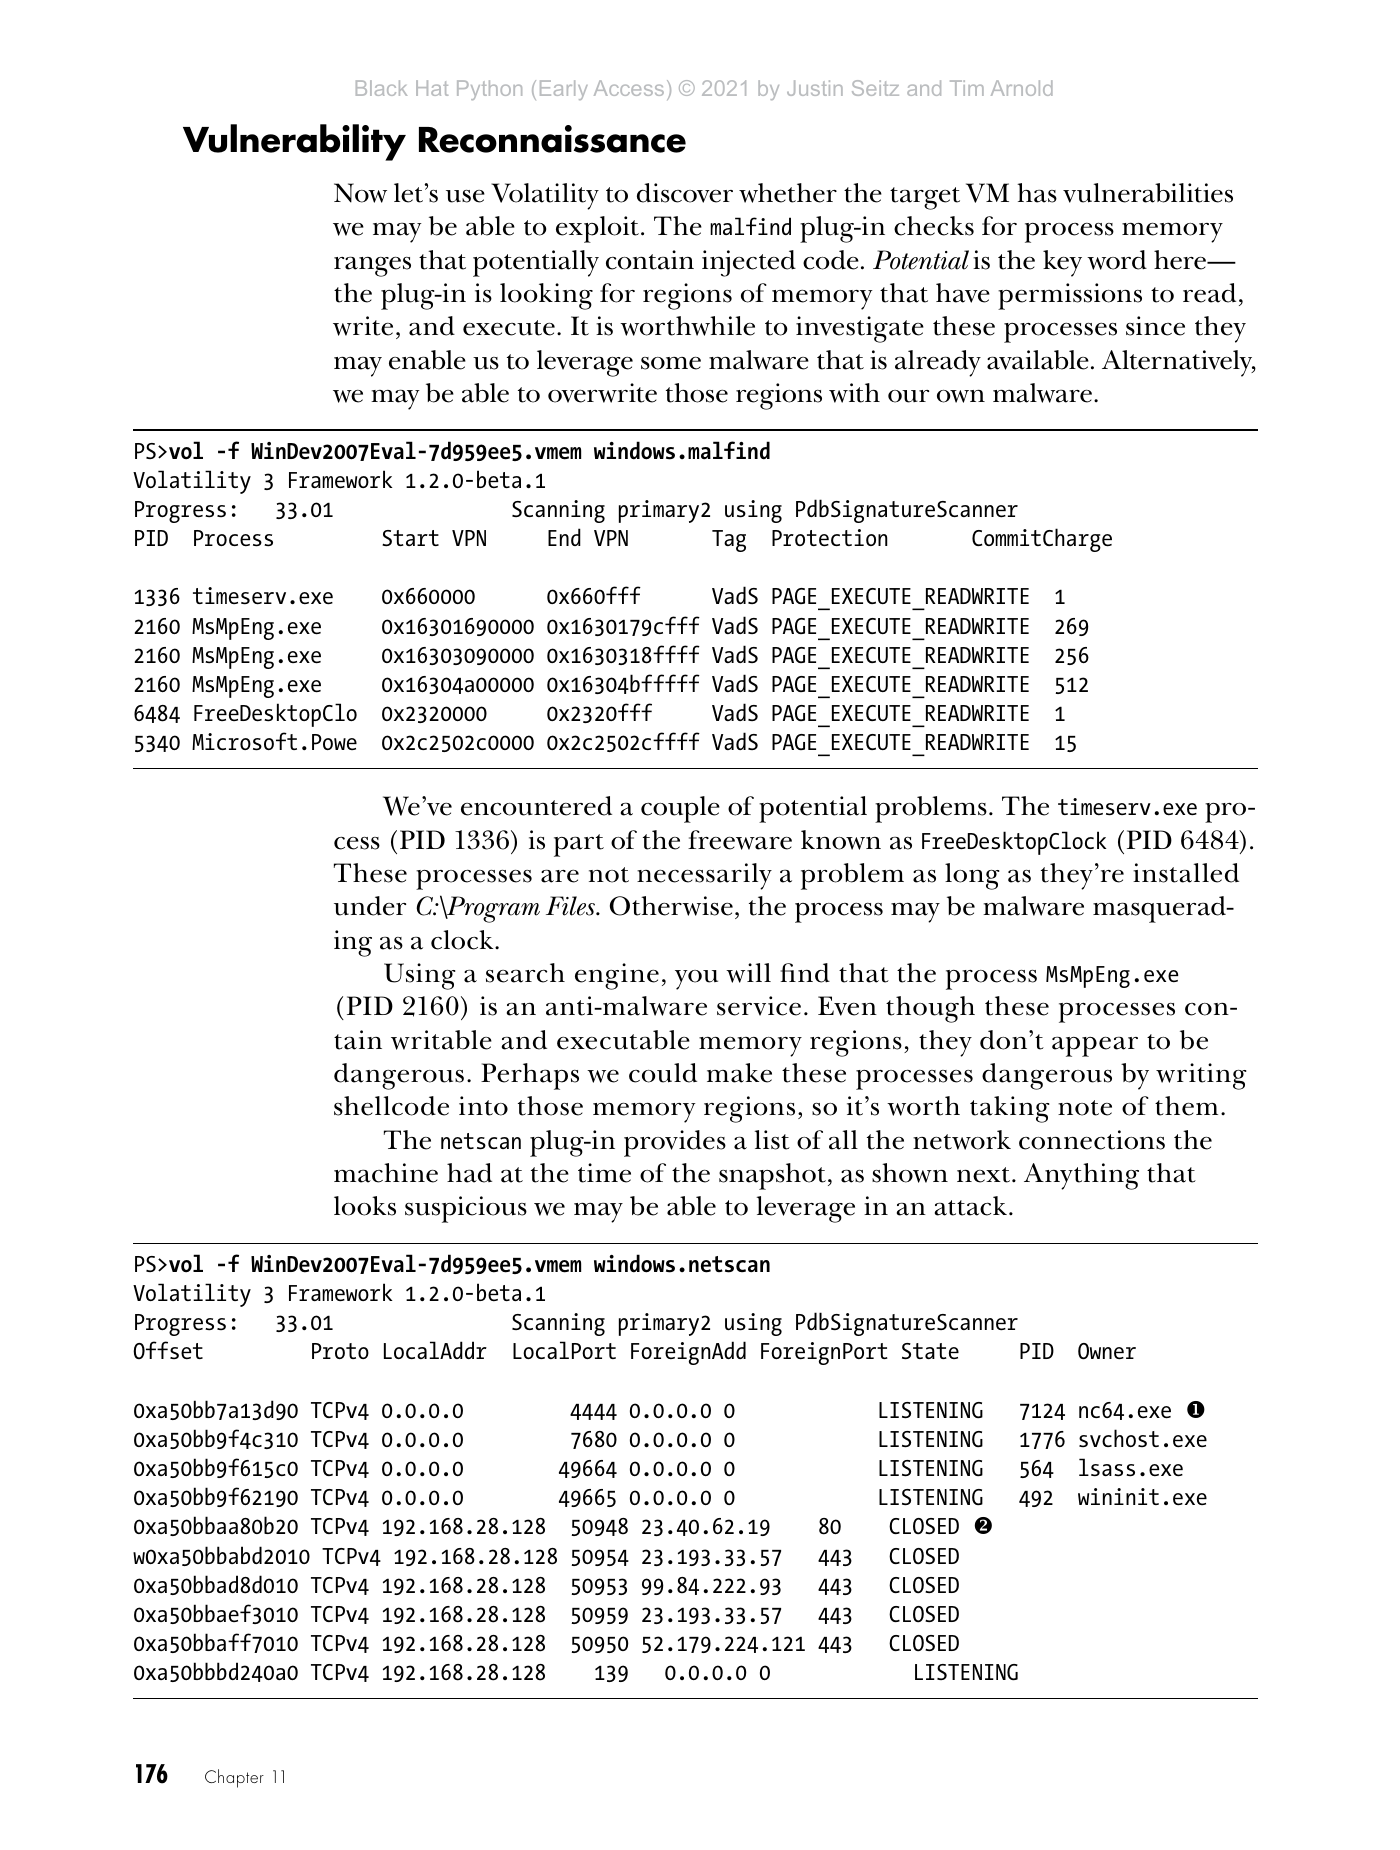 Black Hat Python (Early Access) © 2021 by Justin Seitz and Tim Arnold
Vulnerability Reconnaissance
Now let’s use Volatility to discover whether the target VM has vulnerabilities
we may be able to exploit. The malfind plug-in checks for process memory
ranges that potentially contain injected code. Potential is the key word here—
the plug-in is looking for regions of memory that have permissions to read,
write, and execute. It is worthwhile to investigate these processes since they
may enable us to leverage some malware that is already available. Alternatively,
we may be able to overwrite those regions with our own malware.
PS>vol -f WinDev2007Eval-7d959ee5.vmem windows.malfind
Volatility 3 Framework 1.2.0-beta.1
Progress:   33.01               Scanning primary2 using PdbSignatureScanner
PID  Process         Start VPN     End VPN       Tag  Protection       CommitCharge
1336 timeserv.exe    0x660000      0x660fff      VadS PAGE_EXECUTE_READWRITE  1
2160 MsMpEng.exe     0x16301690000 0x1630179cfff VadS PAGE_EXECUTE_READWRITE  269
2160 MsMpEng.exe     0x16303090000 0x1630318ffff VadS PAGE_EXECUTE_READWRITE  256
2160 MsMpEng.exe     0x16304a00000 0x16304bfffff VadS PAGE_EXECUTE_READWRITE  512
6484 FreeDesktopClo  0x2320000     0x2320fff     VadS PAGE_EXECUTE_READWRITE  1
5340 Microsoft.Powe  0x2c2502c0000 0x2c2502cffff VadS PAGE_EXECUTE_READWRITE  15
We’ve encountered a couple of potential problems. The timeserv.exe pro-
cess (PID 1336) is part of the freeware known as FreeDesktopClock (PID 6484).
These processes are not necessarily a problem as long as they’re installed
under C:\Program Files. Otherwise, the process may be malware masquerad-
ing as a clock.
Using a search engine, you will find that the process MsMpEng.exe
(PID 2160) is an anti-malware service. Even though these processes con-
tain writable and executable memory regions, they don’t appear to be
dangerous. Perhaps we could make these processes dangerous by writing
shellcode into those memory regions, so it’s worth taking note of them.
The netscan plug-in provides a list of all the network connections the
machine had at the time of the snapshot, as shown next. Anything that
looks suspicious we may be able to leverage in an attack.
PS>vol -f WinDev2007Eval-7d959ee5.vmem windows.netscan
Volatility 3 Framework 1.2.0-beta.1
Progress:   33.01               Scanning primary2 using PdbSignatureScanner
Offset         Proto LocalAddr  LocalPort ForeignAdd ForeignPort State     PID  Owner
0xa50bb7a13d90 TCPv4 0.0.0.0         4444 0.0.0.0 0            LISTENING   7124 nc64.exe ❶
0xa50bb9f4c310 TCPv4 0.0.0.0         7680 0.0.0.0 0            LISTENING   1776 svchost.exe
0xa50bb9f615c0 TCPv4 0.0.0.0        49664 0.0.0.0 0            LISTENING   564  lsass.exe
0xa50bb9f62190 TCPv4 0.0.0.0        49665 0.0.0.0 0            LISTENING   492  wininit.exe
0xa50bbaa80b20 TCPv4 192.168.28.128  50948 23.40.62.19    80    CLOSED ❷
w0xa50bbabd2010 TCPv4 192.168.28.128 50954 23.193.33.57   443   CLOSED
0xa50bbad8d010 TCPv4 192.168.28.128  50953 99.84.222.93   443   CLOSED
0xa50bbaef3010 TCPv4 192.168.28.128  50959 23.193.33.57   443   CLOSED
0xa50bbaff7010 TCPv4 192.168.28.128  50950 52.179.224.121 443   CLOSED
0xa50bbbd240a0 TCPv4 192.168.28.128    139   0.0.0.0 0            LISTENING
176 Chapter 11